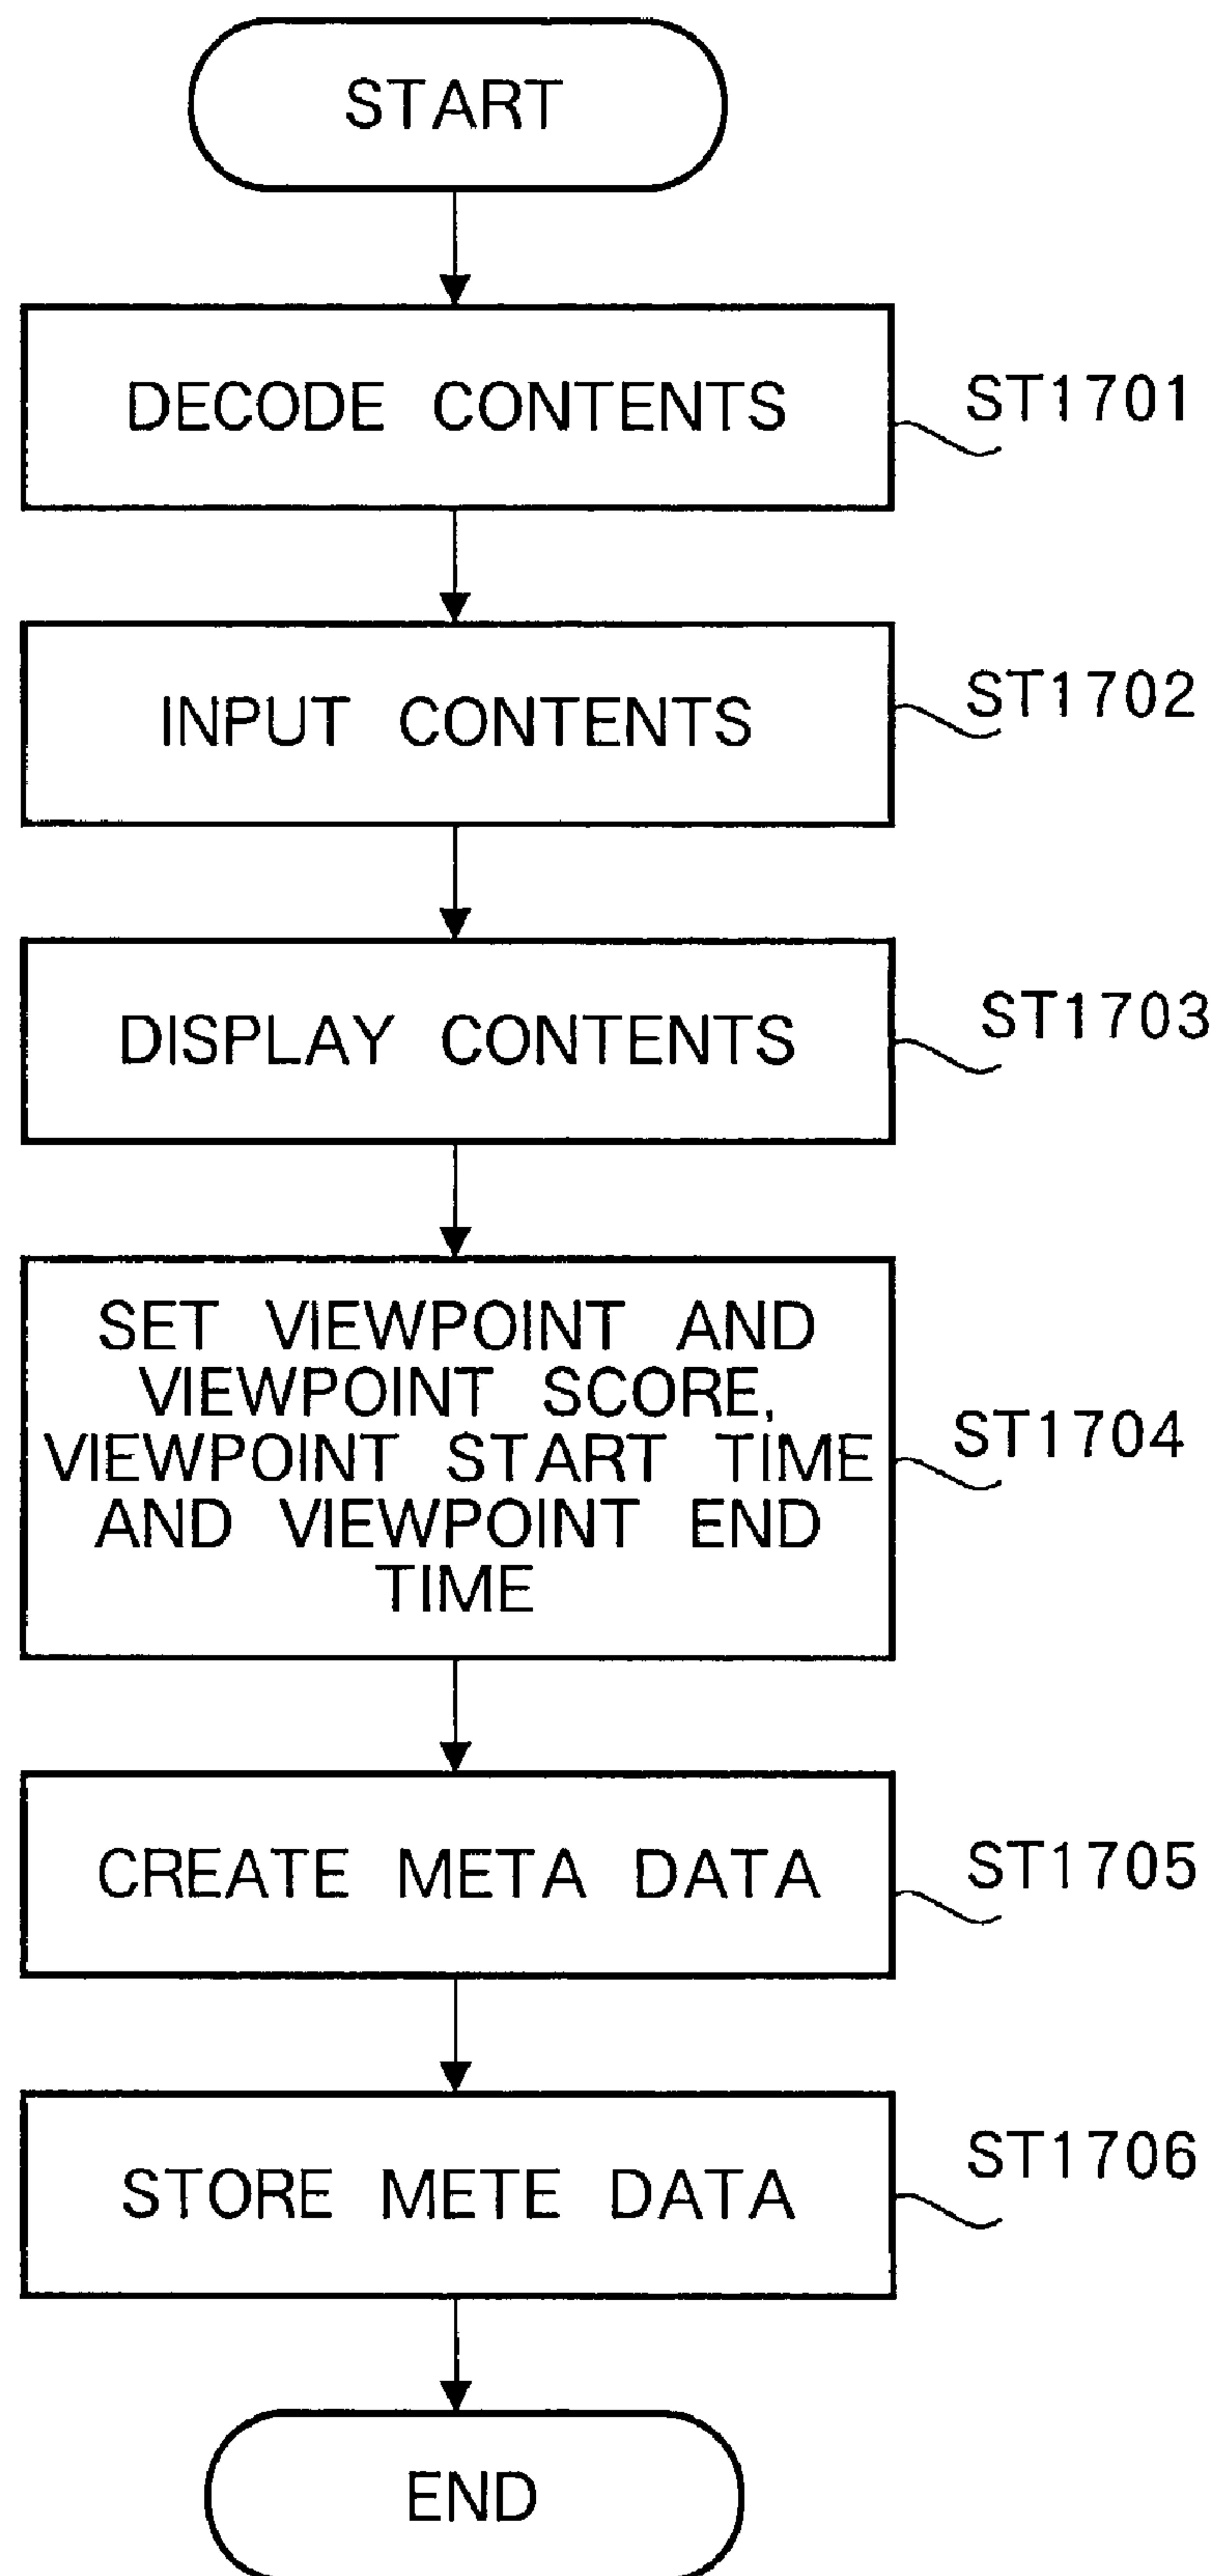 START
DECODE CONTENTS
ST1701
INPUT CONTENTS
ST1702
DISPLAY CONTENTS
ST1703
SET VIEWPOINT AND
VIEWPOINT SCORE,
VIEWPOINT START TIME
AND VIEWPOINT END
TIME
ST1704
CREATE META DATA
ST1705
STORE METE DATA
ST1706
END